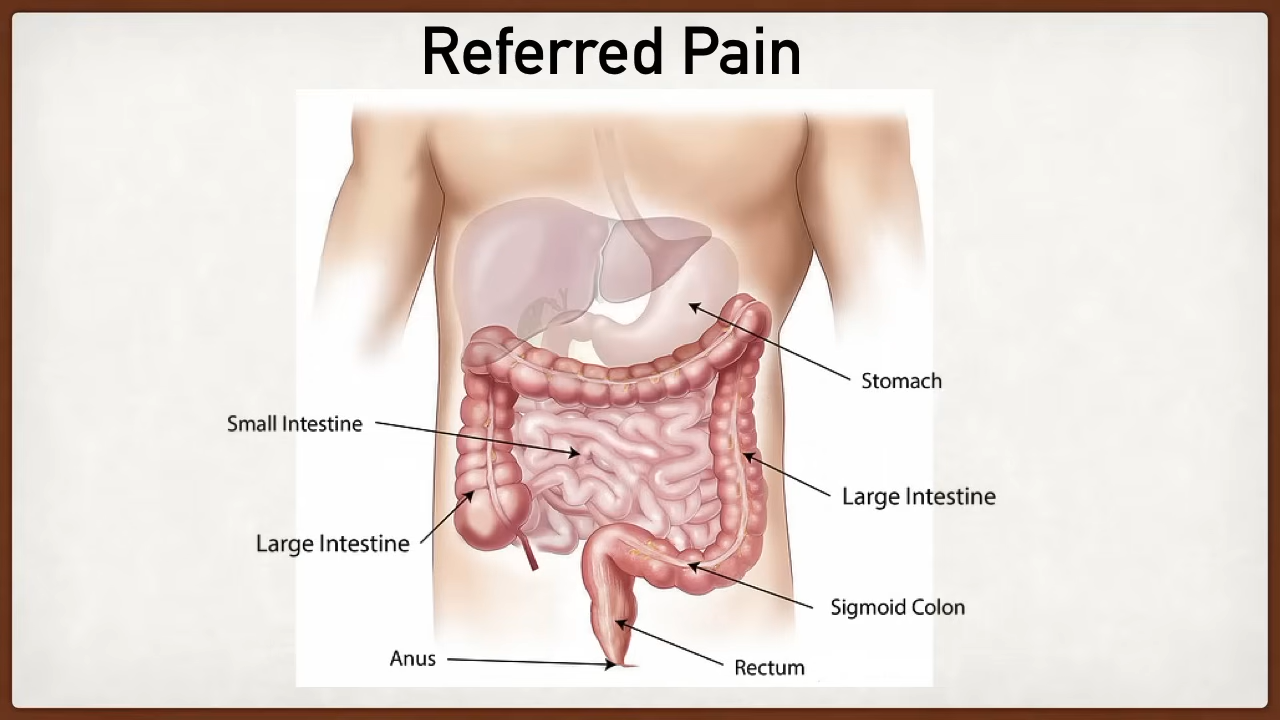 Referred Pain
Stomach
Small Intestine
Large Intestine
Large Intestine
Sigmoid Colon
Anus
Rectum